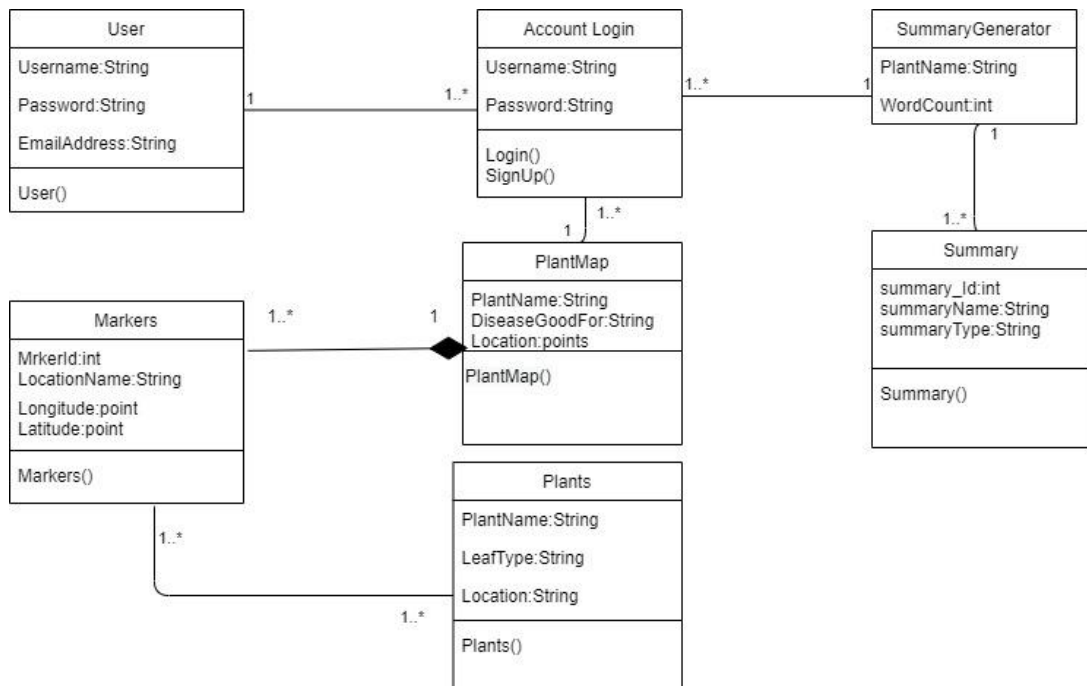 User
Username:String
Password:String
EmailAddress:String
User()
1
1..*
Account Login
Username:String
Password:String
Login()
SignUp()
1..*
1
SummaryGenerator
PlantName:String
WordCount:int
1
1..*
1..*
1
PlantMap
PlantName:String
DiseaseGoodFor:String
Location:points
PlantMap()
Summary
summary_Id:int
summaryName:String
summaryType:String
Summary()
1..*
1
Markers
MrkerId:int
LocationName:String
Longitude:point
Latitude:point
Markers()
1..*
1..*
Plants
PlantName:String
LeafType:String
Location:String
Plants()